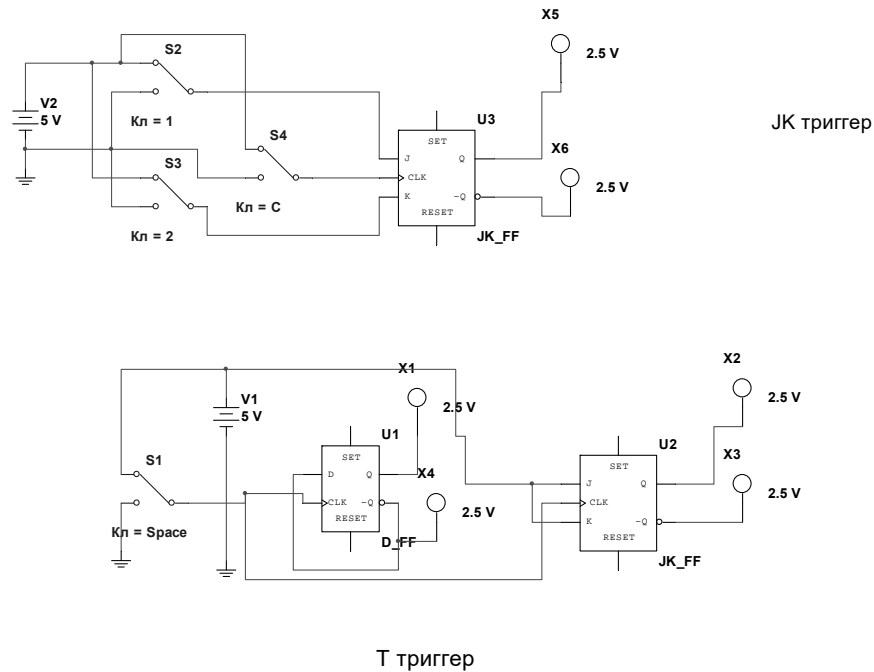 X5
2.5 V
S2
V2
5 V
Кл = 1
U3
JK триггер
S4
SET
X6
J
Q
S3
CLK
2.5 V
K
~Q
Кл = C
RESET
Кл = 2
JK_FF
X1
X2
V1
5 V
2.5 V
2.5 V
U1
U2
SET
X4
X3
S1
D
Q
SET
J
Q
2.5 V
CLK
~Q
2.5 V
CLK
RESET
K
~Q
Кл = Space
D_FF
RESET
JK_FF
T триггер